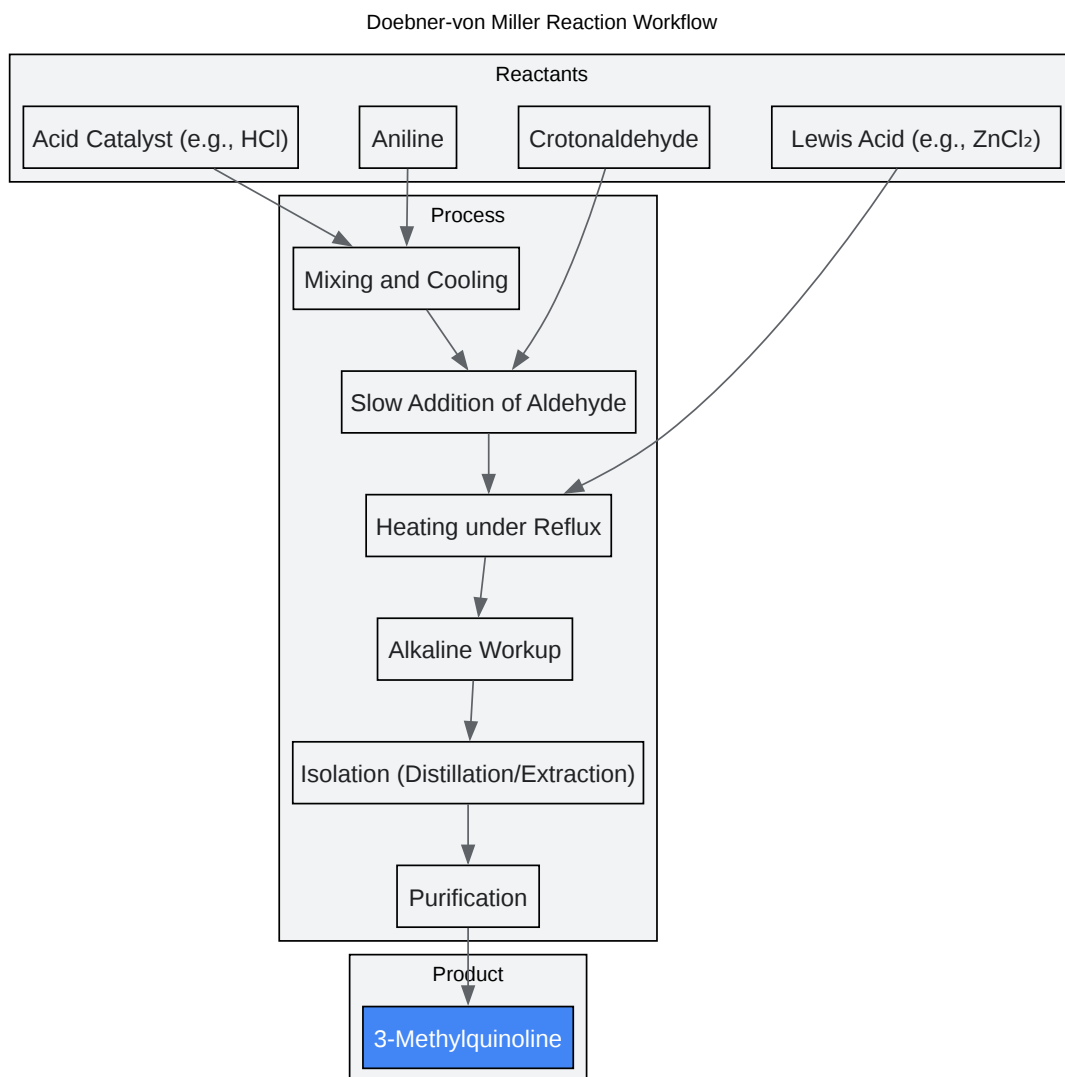 Doebner-von Miller Reaction Workflow
Reactants
Acid Catalyst (e.g., HCl)
Aniline
Crotonaldehyde
Lewis Acid (e.g., ZnCl₂)
Process
Mixing and Cooling
Slow Addition of Aldehyde
Heating under Reflux
Alkaline Workup
Isolation (Distillation/Extraction)
Purification
Product
3-Methylquinoline